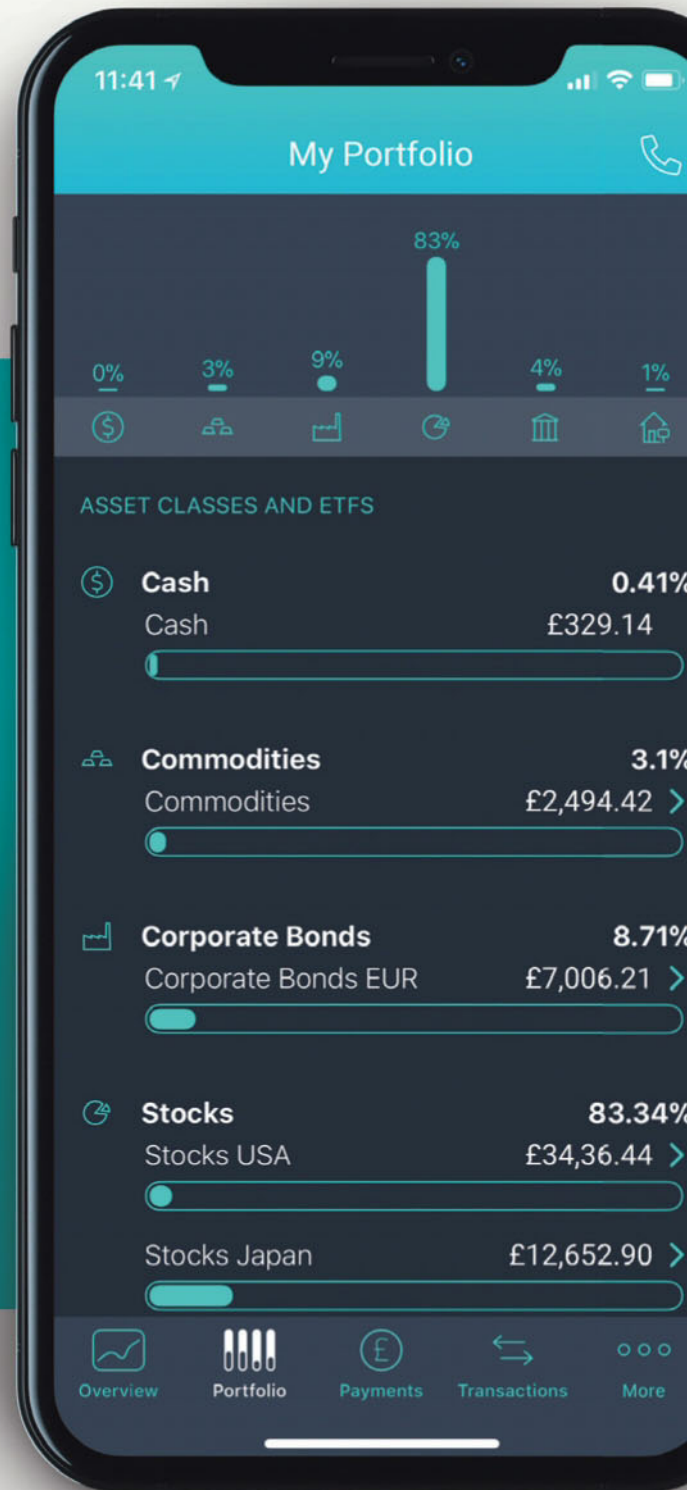 11:41
My Portfolio
83%
0% 3% 9% 4% 1%
ASSET CLASSES AND ETFS
Cash 0.41%
Cash £329.14
Commodities 3.1%
Commodities £2,494.42
Corporate Bonds 8.71%
Corporate Bonds EUR £7,006.21
Stocks 83.34%
Stocks USA £34,36.44
Stocks Japan £12,652.90
Overview Portfolio Payments Transactions More